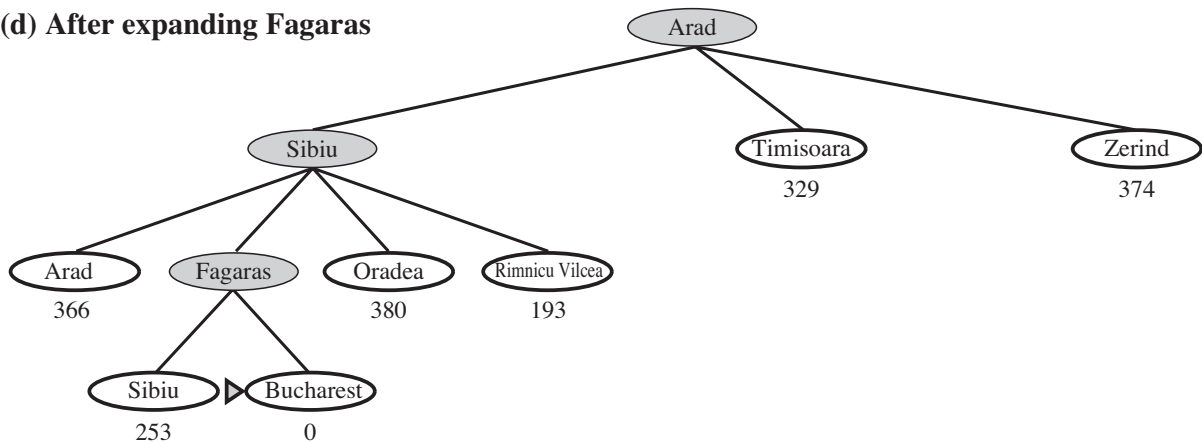 (d) After expanding Fagaras
Arad
Sibiu
Timisoara
Zerind
329
374
Arad
Fagaras
Oradea
Rimnicu Vilcea
366
380
193
Sibiu
Bucharest
253
0